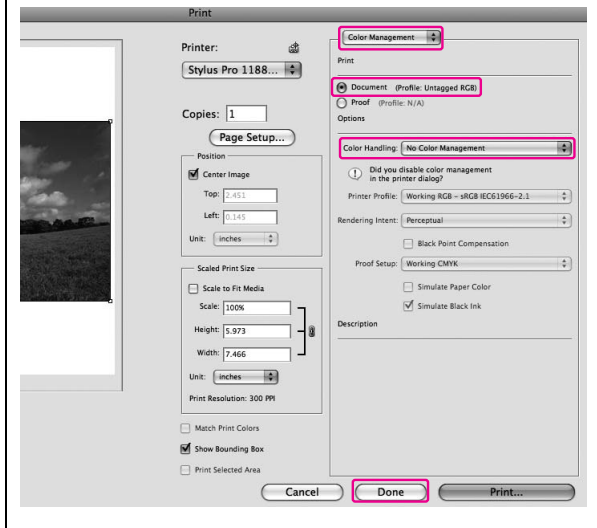 Print
Printer:
Stylus Pro 1188...
Copies: 1
Page Setup...
Position
Center Image
Top: 2.451
Left: 0.145
Unit: inches
Scaled Print Size
Scale to Fit Media
Scale: 100%
Height: 5.973
Width: 7.466
Unit: inches
Print Resolution: 300 PPI
Match Print Colors
Show Bounding Box
Print Selected Area
Color Management
Print
Document (Profile: Untagged RGB)
Proof (Profile: N/A)
Options
Color Handling: No Color Management
Did you
disable color management
in the printer dialog?
Printer Profile: Working RGB - sRGB IEC61966-2.1
Rendering Intent: Perceptual
Black Point Compensation
Proof Setup: Working CMYK
Simulate Paper Color
Simulate Black Ink
Description
Cancel Done Print...